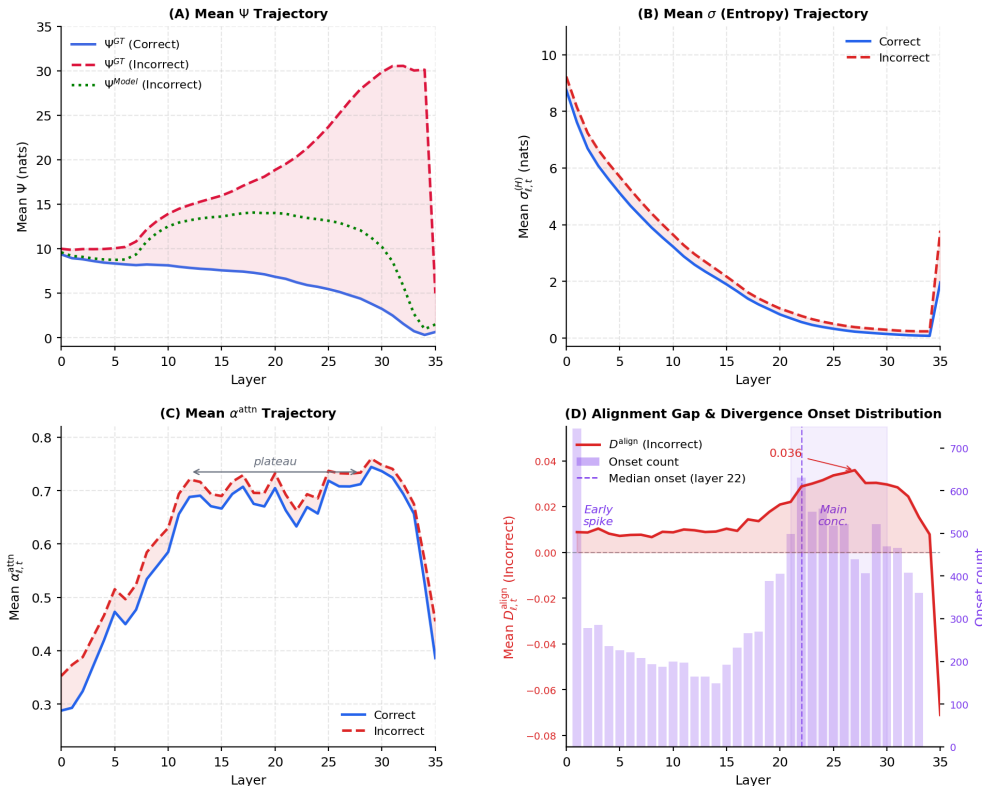 (A) Mean Ψ Trajectory
Ψ^GT (Correct)
Ψ^GT (Incorrect)
Ψ^Model (Incorrect)
Mean Ψ (nats)
35
30
25
20
15
10
5
0
0 5 10 15 20 25 30 35
Layer
(B) Mean σ (Entropy) Trajectory
Correct
Incorrect
Mean σ_{ℓ,t}^{(H)} (nats)
10
8
6
4
2
0
0 5 10 15 20 25 30 35
Layer
(C) Mean α^attn Trajectory
plateau
Correct
Incorrect
Mean α_{ℓ,t}^{attn}
0.8
0.7
0.6
0.5
0.4
0.3
0 5 10 15 20 25 30 35
Layer
(D) Alignment Gap & Divergence Onset Distribution
D^align (Incorrect)
Onset count
Median onset (layer 22)
0.036
Early
spike
Main
conc.
Mean D_{ℓ,t}^{align} (Incorrect)
0.04
0.02
0.00
−0.02
−0.04
−0.06
−0.08
Onset count
700
600
500
400
300
200
100
0
0 5 10 15 20 25 30 35
Layer